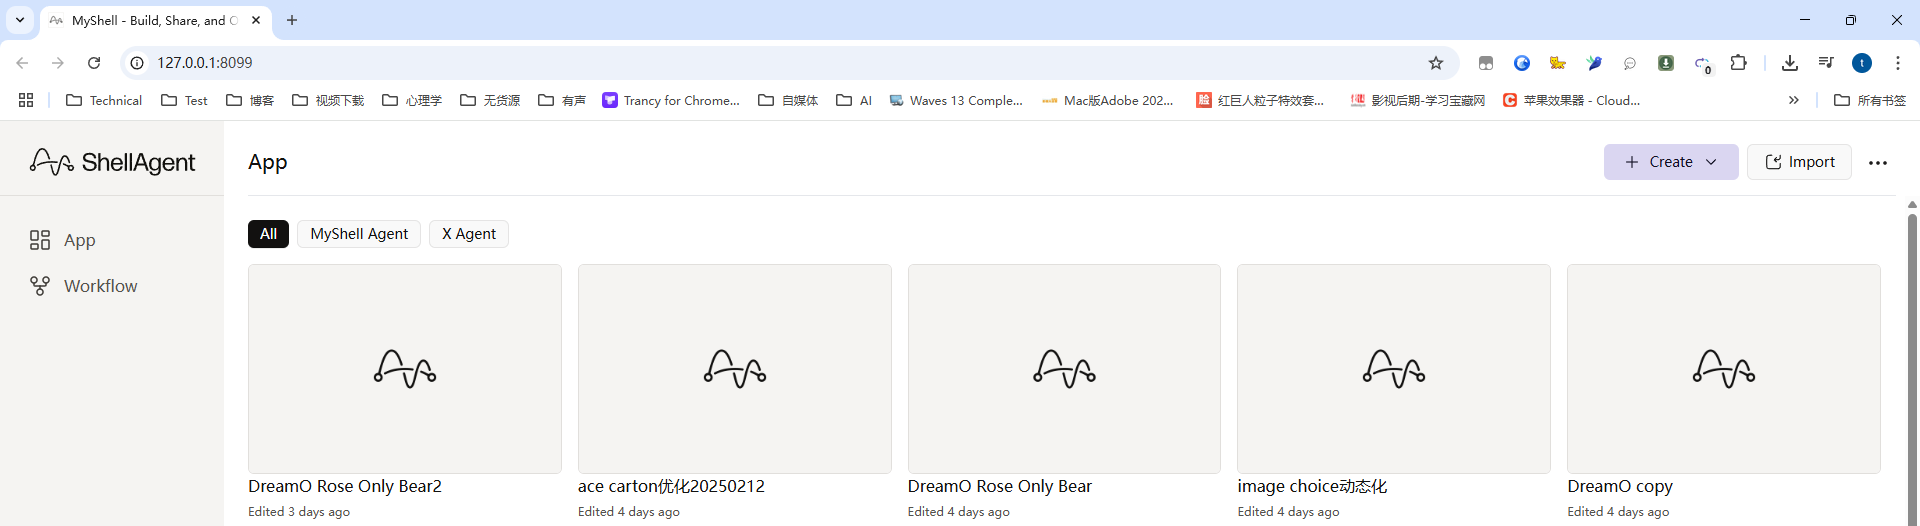 MyShell - Build, Share, and
127.0.0.1:8099
Technical
Test
博客
视频下载
心理学
无货源
有声
Trancy for Chrome...
自媒体
AI
Waves 13 Comple...
Mac版Adobe 202...
红巨人粒子特效套...
影视后期-学习宝藏网
苹果效果器 - Cloud...
所有书签
ShellAgent
App
Create
Import
App
Workflow
All
MyShell Agent
X Agent
DreamO Rose Only Bear2
Edited 3 days ago
ace carton优化20250212
Edited 4 days ago
DreamO Rose Only Bear
Edited 4 days ago
image choice动态化
Edited 4 days ago
DreamO copy
Edited 4 days ago